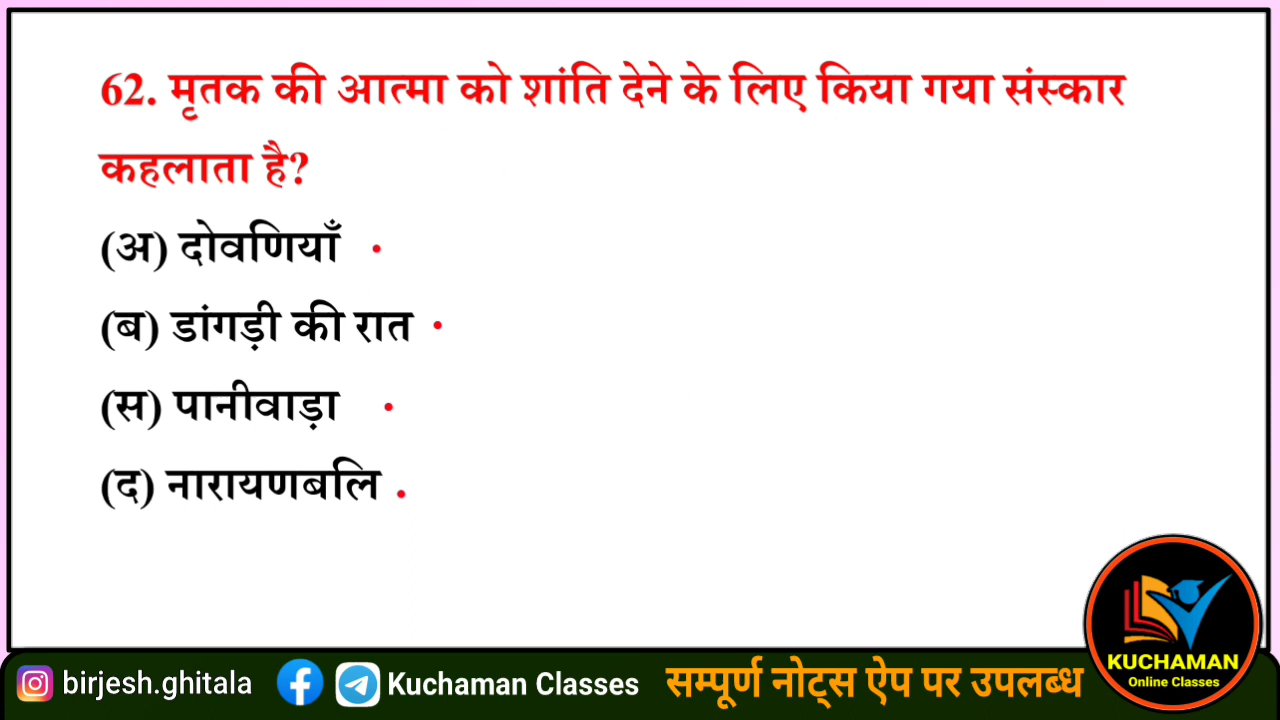 62. मृतक की आत्मा को शांति देने के लिए किया गया संस्कार
कहलाता है?
(अ) दोवणियाँ
(ब) डांगड़ी की रात
(स) पानीवाड़ा
(द) नारायणबलि
KUCHAMAN
Online Classes
birjesh.ghitala Kuchaman Classes सम्पूर्ण नोट्स ऐप पर उपलब्ध